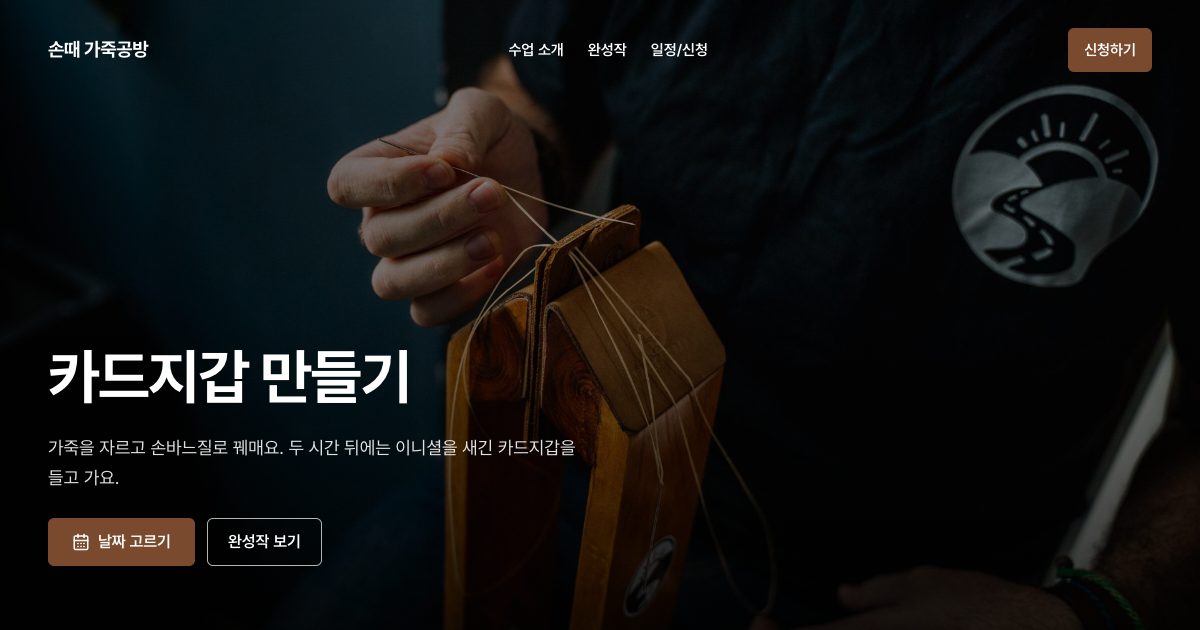 손때 가죽공방
수업 소개
완성작
일정/신청
신청하기
카드지갑 만들기
가죽을 자르고 손바느질로 꿰매요. 두 시간 뒤에는 이니셜을 새긴 카드지갑을
들고 가요.
날짜 고르기
완성작 보기